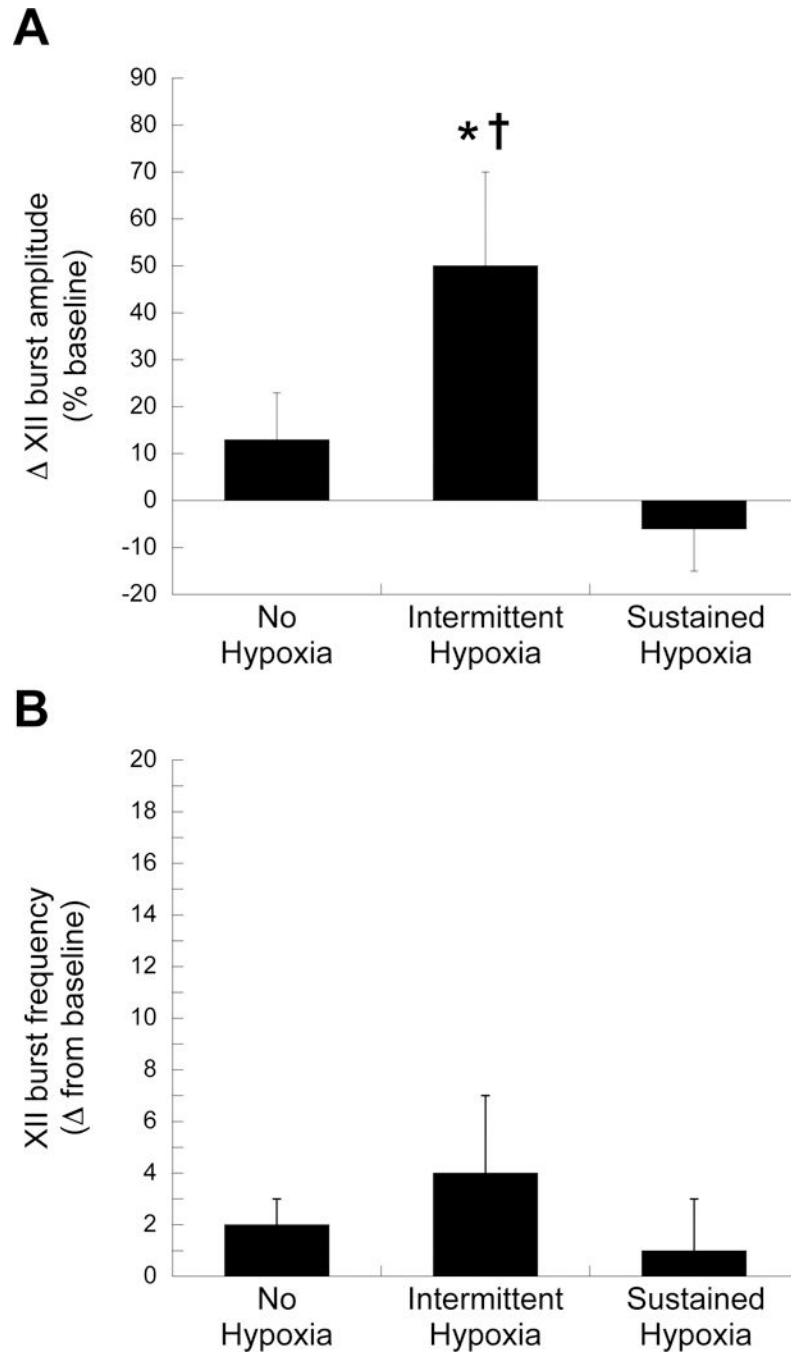 A
90
80
70
60
50
40
30
20
10
0
-10
-20
Δ XII burst amplitude
(% baseline)
*†
No
Hypoxia
Intermittent
Hypoxia
Sustained
Hypoxia
B
20
18
16
14
12
10
8
6
4
2
0
XII burst frequency
(Δ from baseline)
No
Hypoxia
Intermittent
Hypoxia
Sustained
Hypoxia